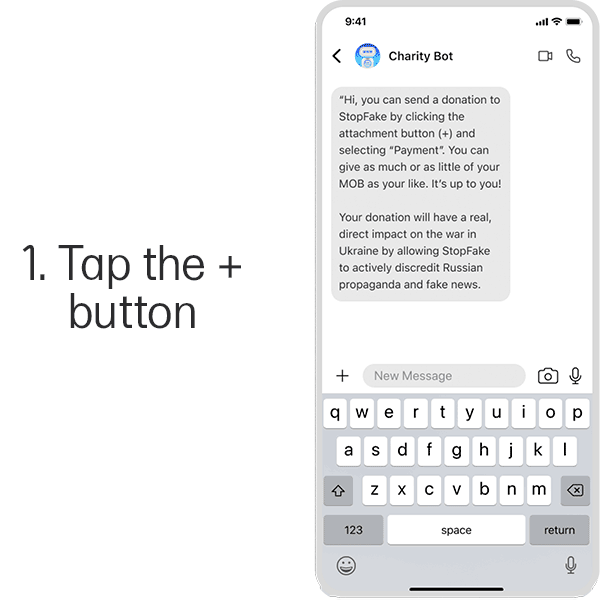 1. Tap the +
button
9:41
Charity Bot
“Hi, you can send a donation to
StopFake by clicking the
attachment button (+) and
selecting “Payment”. You can
give as much or as little of your
MOB as your like. It’s up to you!
Your donation will have a real,
direct impact on the war in
Ukraine by allowing StopFake
to actively discredit Russian
propaganda and fake news.
+ New Message
q w e r t y u i o p
a s d f g h j k l
z x c v b n m
123 space return